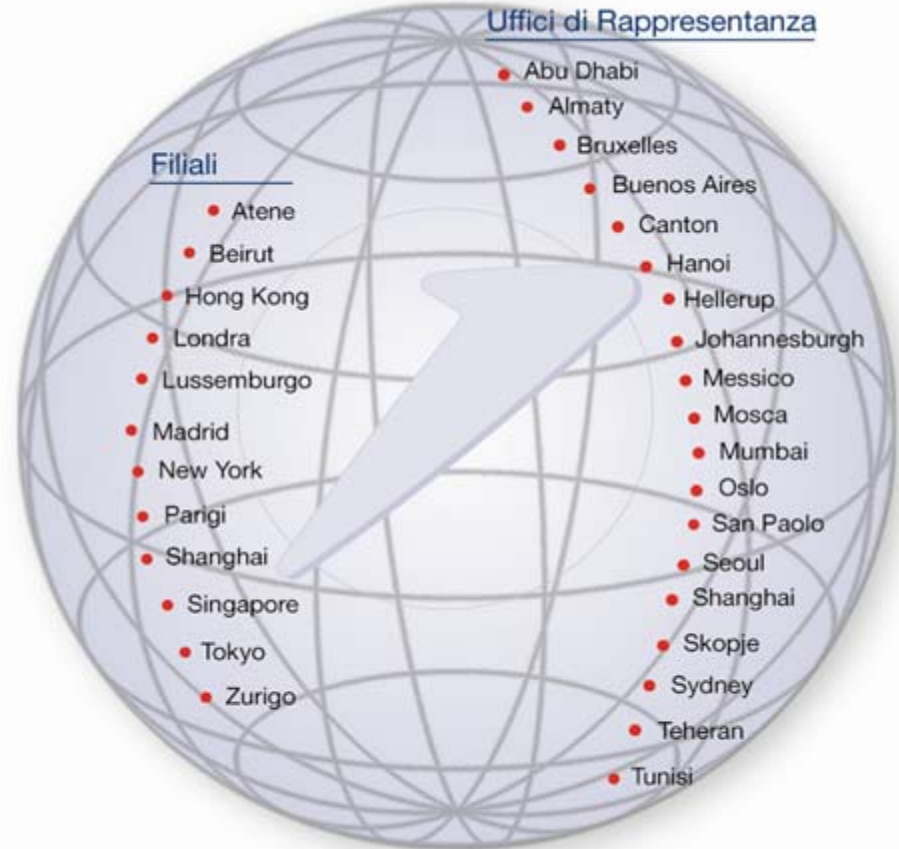 Uffici di Rappresentanza
Abu Dhabi
Almaty
Bruxelles
Buenos Aires
Canton
Hanoi
Hellerup
Johannesburgh
Messico
Mosca
Mumbai
Oslo
San Paolo
Seoul
Shanghai
Skopje
Sydney
Teheran
Tunisi
Filiali
Atene
Beirut
Hong Kong
Londra
Lussemburgo
Madrid
New York
Parigi
Shanghai
Singapore
Tokyo
Zurigo